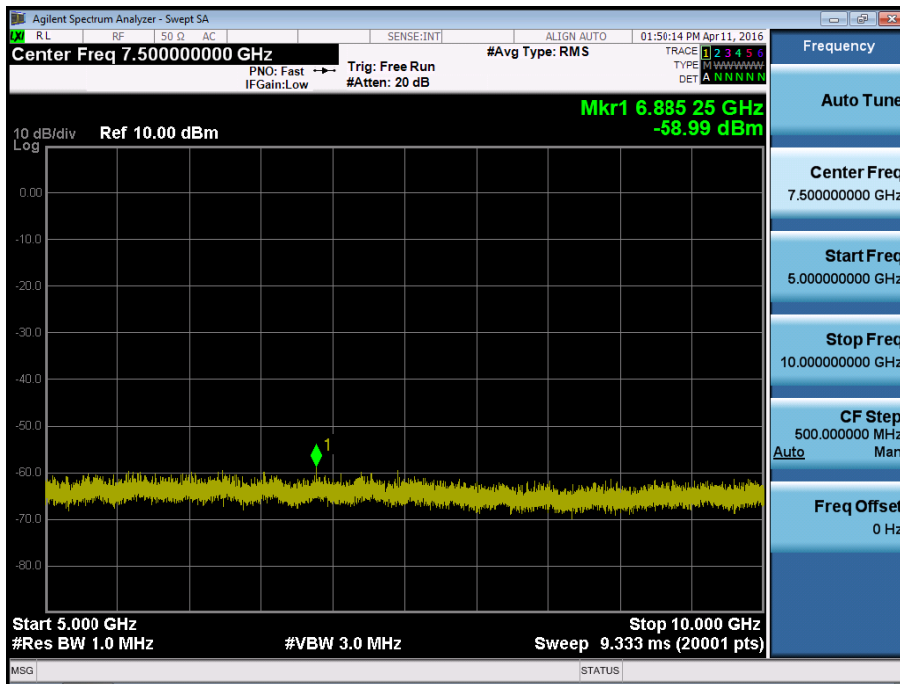 Agilent Spectrum Analyzer - Swept SA
LXI RL RF 50 Ω AC SENSE:INT ALIGN AUTO 01:50:14 PM Apr 11, 2016
Center Freq 7.500000000 GHz
PNO: Fast
IFGain:Low
Trig: Free Run
#Atten: 20 dB
#Avg Type: RMS
TRACE 1 2 3 4 5 6
TYPE M WWWWW
DET A N N N N N
Mkr1 6.885 25 GHz
-58.99 dBm
10 dB/div Ref 10.00 dBm
Log
0.00
-10.0
-20.0
-30.0
-40.0
-50.0
-60.0
-70.0
-80.0
1
Start 5.000 GHz
Stop 10.000 GHz
#Res BW 1.0 MHz
#VBW 3.0 MHz
Sweep 9.333 ms (20001 pts)
MSG
STATUS
Frequency
Auto Tune
Center Freq
7.500000000 GHz
Start Freq
5.000000000 GHz
Stop Freq
10.000000000 GHz
CF Step
500.000000 MHz
Auto Man
Freq Offset
0 Hz